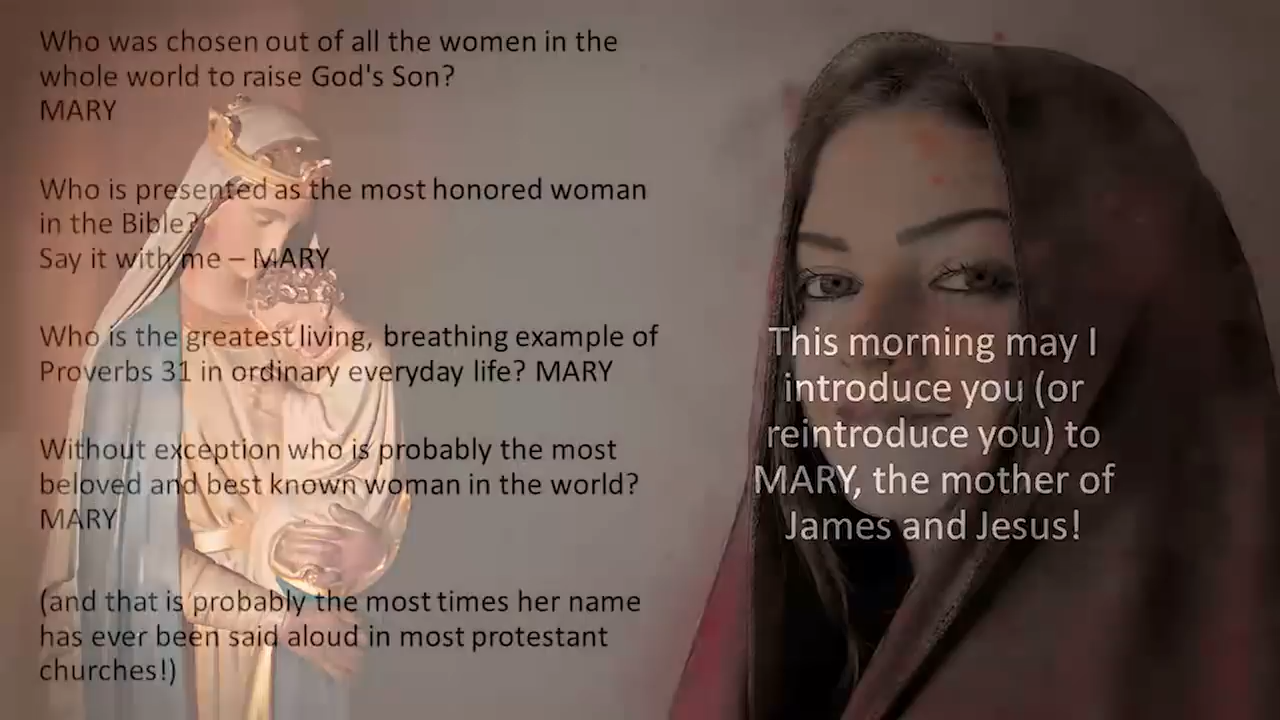 Who was chosen out of all the women in the
whole world to raise God's Son?
MARY
Who is presented as the most honored woman
in the Bible?
Say it with me – MARY
Who is the greatest living, breathing example of
Proverbs 31 in ordinary everyday life? MARY
Without exception who is probably the most
beloved and best known woman in the world?
MARY
(and that is probably the most times her name
has ever been said aloud in most protestant
churches!)
This morning may I
introduce you (or
reintroduce you) to
MARY, the mother of
James and Jesus!